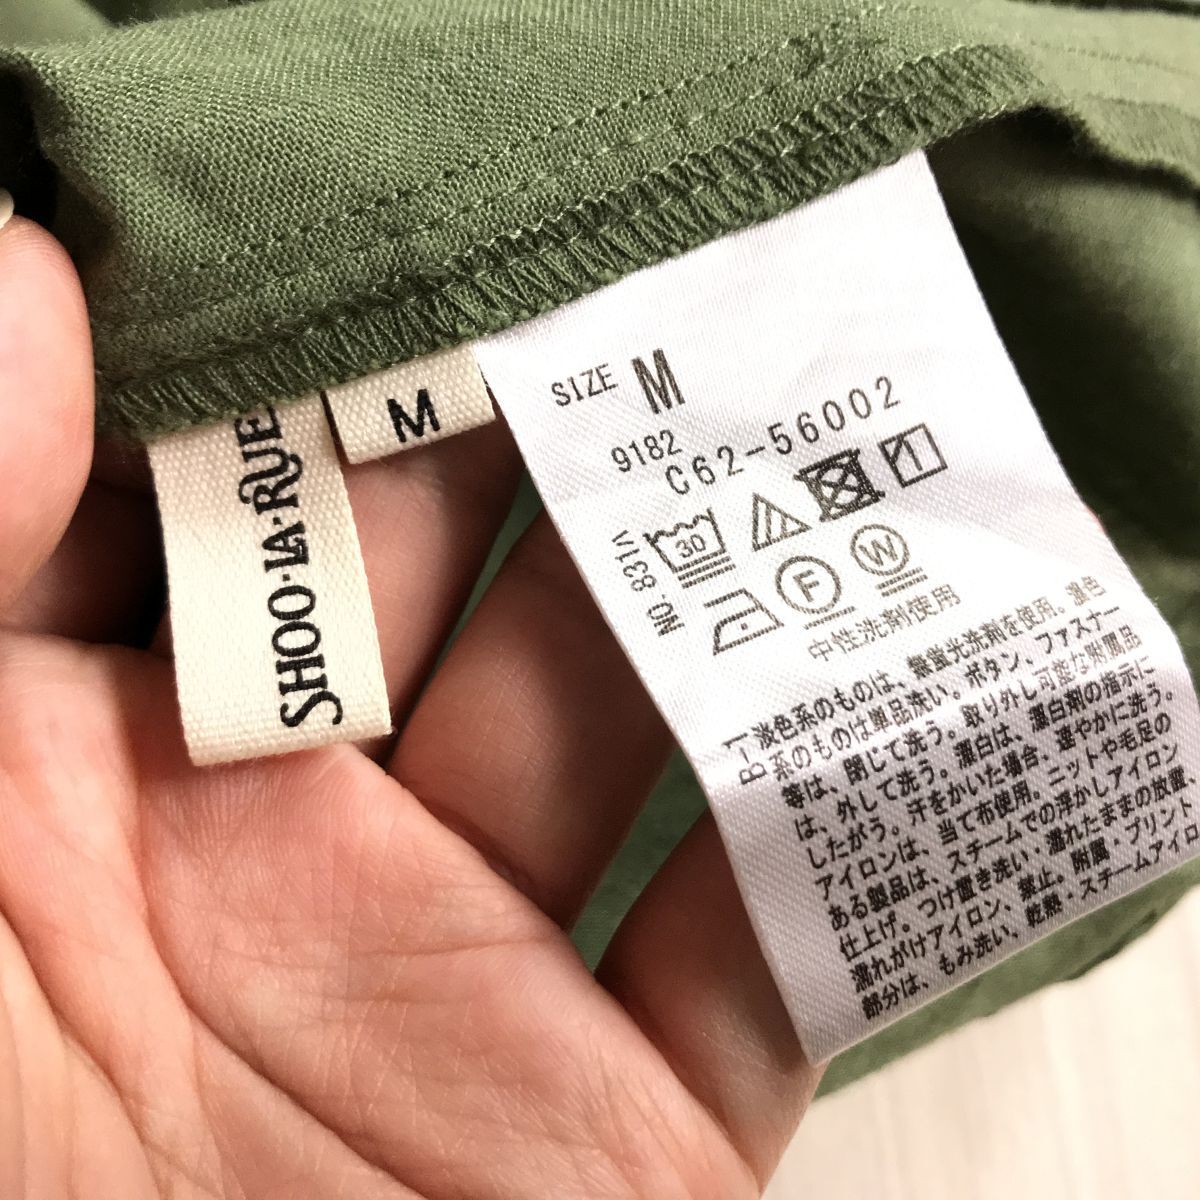 SHOO·LA·RUE
M
SIZE M
9182
C62-56002
NO. 831Λ
30
F
W
中性洗剤使用
B-1
淡色系のものは、無蛍光洗剤を使用。濃色
系のものは単品洗い。ボタン、ファスナー
等は、閉じて洗う。取り外し可能な附属品
は、外して洗う。漂白は、漂白剤の指示に
したがう。汗をかいた場合、速やかに洗う。
アイロンは、当て布使用。ニットや毛足の
ある製品は、スチームでの浮かしアイロン
仕上げ。つけ置き洗い・濡れたままの放置、
濡れがけアイロン、禁止。附属・プリント
部分は、もみ洗い、乾熱・スチームアイロ